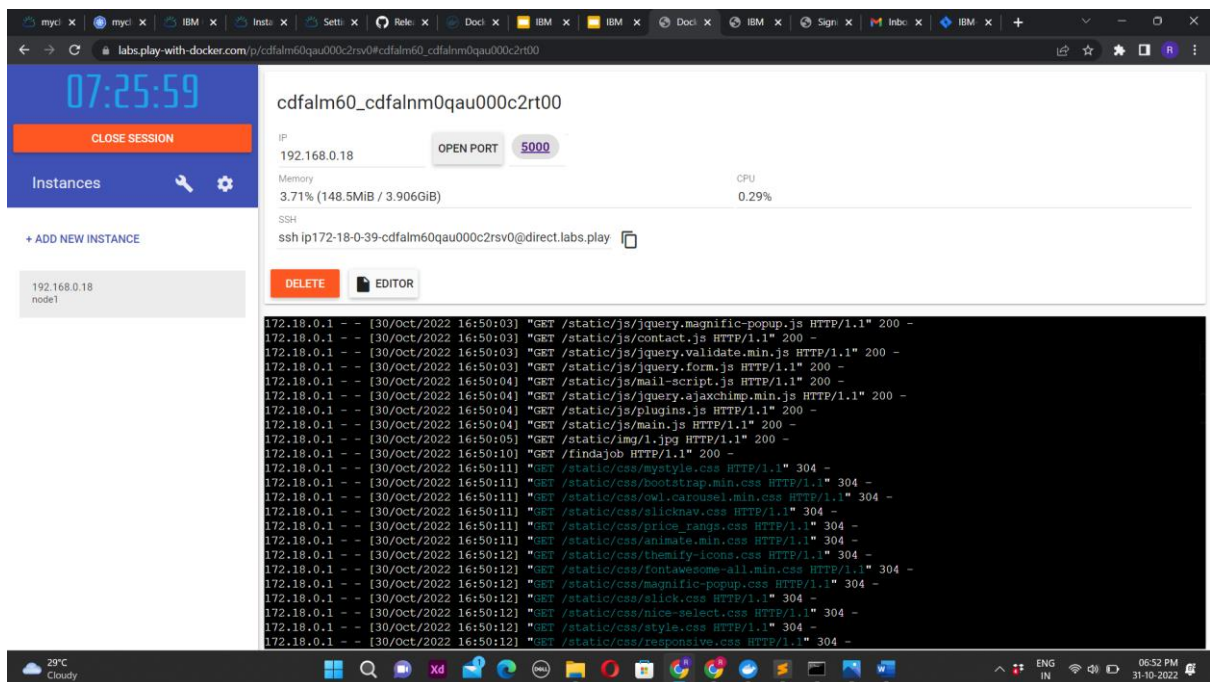 mycl
mycl
IBM
Insta
Setti
Rele
Doci
IBM
IBM
Doci
IBM
Signi
Inbo
IBM
labs.play-with-docker.com/p/cdfalm60qau000c2rsv0#cdfalm60_cdfalnm0qau000c2rt00
R
07:25:59
CLOSE SESSION
Instances
+ ADD NEW INSTANCE
192.168.0.18
node1
cdfalm60_cdfalnm0qau000c2rt00
IP
192.168.0.18
OPEN PORT
5000
Memory
3.71% (148.5MiB / 3.906GiB)
CPU
0.29%
SSH
ssh ip172-18-0-39-cdfalm60qau000c2rsv0@direct.labs.play
DELETE
EDITOR
172.18.0.1 - - [30/Oct/2022 16:50:03] "GET /static/js/jquery.magnific-popup.js HTTP/1.1" 200 -
172.18.0.1 - - [30/Oct/2022 16:50:03] "GET /static/js/contact.js HTTP/1.1" 200 -
172.18.0.1 - - [30/Oct/2022 16:50:03] "GET /static/js/jquery.validate.min.js HTTP/1.1" 200 -
172.18.0.1 - - [30/Oct/2022 16:50:03] "GET /static/js/jquery.form.js HTTP/1.1" 200 -
172.18.0.1 - - [30/Oct/2022 16:50:04] "GET /static/js/mail-script.js HTTP/1.1" 200 -
172.18.0.1 - - [30/Oct/2022 16:50:04] "GET /static/js/jquery.ajaxchimp.min.js HTTP/1.1" 200 -
172.18.0.1 - - [30/Oct/2022 16:50:04] "GET /static/js/plugins.js HTTP/1.1" 200 -
172.18.0.1 - - [30/Oct/2022 16:50:04] "GET /static/js/main.js HTTP/1.1" 200 -
172.18.0.1 - - [30/Oct/2022 16:50:05] "GET /static/img/1.jpg HTTP/1.1" 200 -
172.18.0.1 - - [30/Oct/2022 16:50:10] "GET /findajob HTTP/1.1" 200 -
172.18.0.1 - - [30/Oct/2022 16:50:11] "GET /static/css/mystyle.css HTTP/1.1" 304 -
172.18.0.1 - - [30/Oct/2022 16:50:11] "GET /static/css/bootstrap.min.css HTTP/1.1" 304 -
172.18.0.1 - - [30/Oct/2022 16:50:11] "GET /static/css/owl.carousel.min.css HTTP/1.1" 304 -
172.18.0.1 - - [30/Oct/2022 16:50:11] "GET /static/css/slicknav.css HTTP/1.1" 304 -
172.18.0.1 - - [30/Oct/2022 16:50:11] "GET /static/css/price_rangs.css HTTP/1.1" 304 -
172.18.0.1 - - [30/Oct/2022 16:50:11] "GET /static/css/animate.min.css HTTP/1.1" 304 -
172.18.0.1 - - [30/Oct/2022 16:50:12] "GET /static/css/themify-icons.css HTTP/1.1" 304 -
172.18.0.1 - - [30/Oct/2022 16:50:12] "GET /static/css/fontawesome-all.min.css HTTP/1.1" 304 -
172.18.0.1 - - [30/Oct/2022 16:50:12] "GET /static/css/magnific-popup.css HTTP/1.1" 304 -
172.18.0.1 - - [30/Oct/2022 16:50:12] "GET /static/css/slick.css HTTP/1.1" 304 -
172.18.0.1 - - [30/Oct/2022 16:50:12] "GET /static/css/nice-select.css HTTP/1.1" 304 -
172.18.0.1 - - [30/Oct/2022 16:50:12] "GET /static/css/style.css HTTP/1.1" 304 -
172.18.0.1 - - [30/Oct/2022 16:50:12] "GET /static/css/responsive.css HTTP/1.1" 304 -
29°C
Cloudy
Xd
DELL
ENG
IN
06:52 PM
31-10-2022